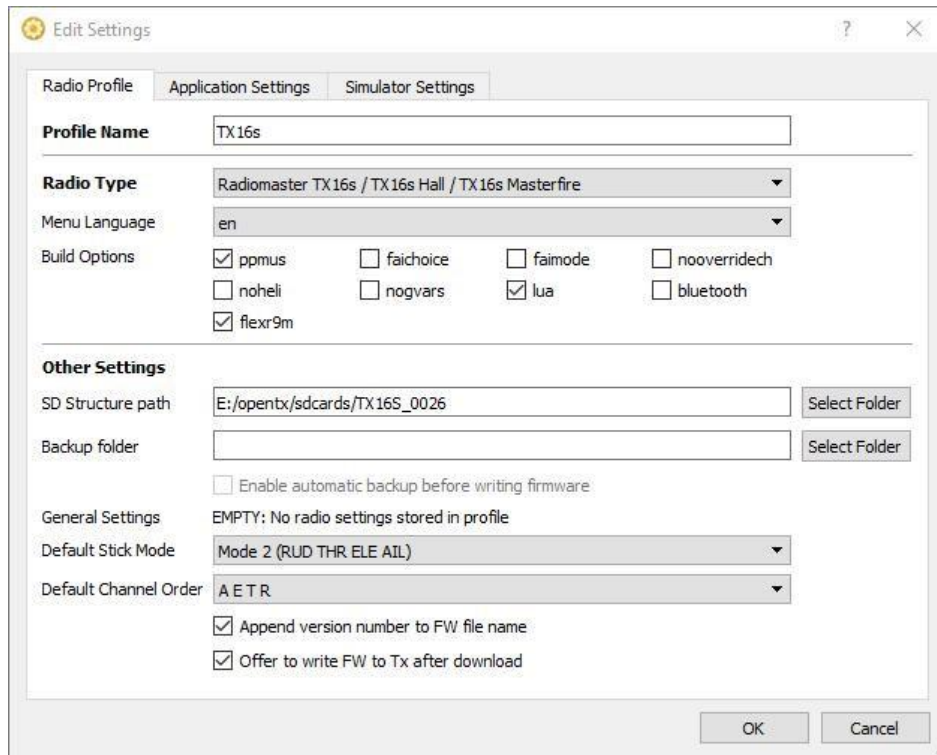 Edit Settings ?
Radio Profile Application Settings Simulator Settings
Profile Name TX16s
Radio Type Radiomaster TX16s / TX16s Hall / TX16s Masterfire
Menu Language en
Build Options ppmus faichoice faimode nooverridech
noheli nogvars lua bluetooth
flexr9m
Other Settings
SD Structure path E:/opentx/sdcards/TX16S_0026 Select Folder
Backup folder Select Folder
Enable automatic backup before writing firmware
General Settings EMPTY: No radio settings stored in profile
Default Stick Mode Mode 2 (RUD THR ELE AIL)
Default Channel Order A E T R
Append version number to FW file name
Offer to write FW to Tx after download
OK Cancel